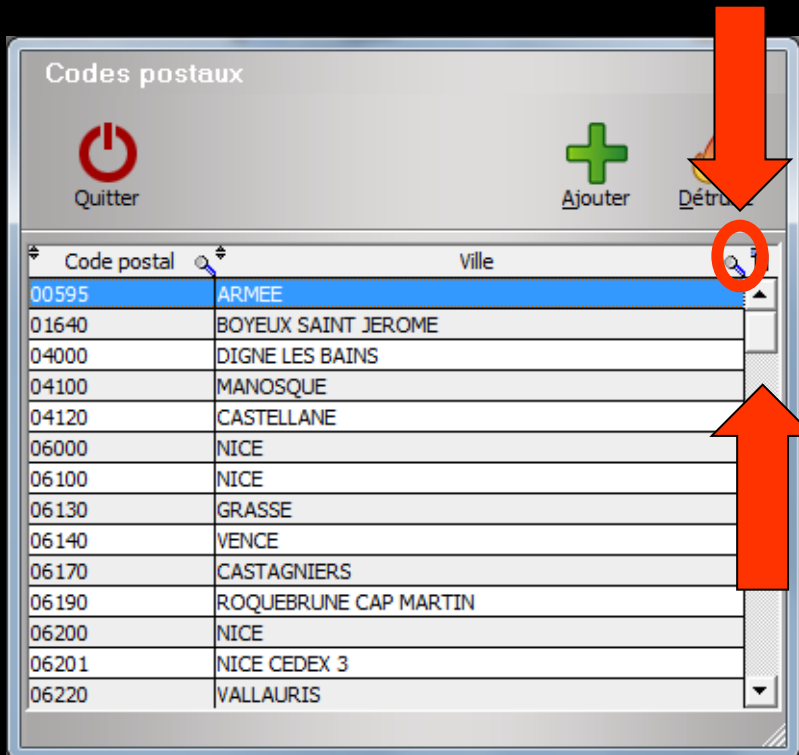 Codes postaux
Quitter Ajouter
Code postal Ville
00595 ARMEE
01640 BOYEUX SAINT JEROME
04000 DIGNE LES BAINS
04100 MANOSQUE
04120 CASTELLANE
06000 NICE
06100 NICE
06130 GRASSE
06140 VENCE
06170 CASTAGNIERS
06190 ROQUEBRUNE CAP MARTIN
06200 NICE
06201 NICE CEDEX 3
06220 VALLAURIS